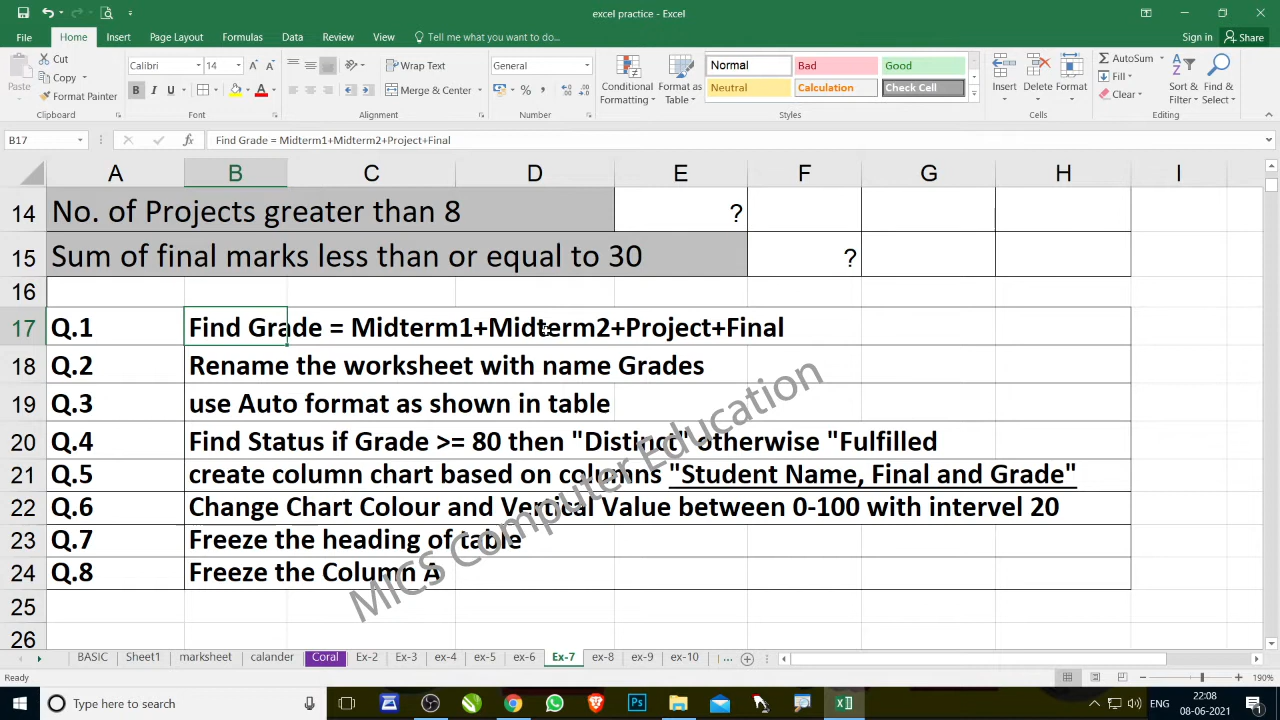 excel practice - Excel
File Home Insert Page Layout Formulas Data Review View Tell me what you want to do... Sign in Share
Cut
Copy
Format Painter
Paste
Clipboard
Calibri 14
B I U
Font
Wrap Text
Merge & Center
Alignment
General
%
Number
Conditional Formatting
Format as Table
Normal Bad Good
Neutral Calculation Check Cell
Styles
Insert Delete Format
Cells
AutoSum
Fill
Clear
Sort & Filter
Find & Select
Editing
B17 fx Find Grade = Midterm1+Midterm2+Project+Final
A B C D E F G H I
14 No. of Projects greater than 8 ?
15 Sum of final marks less than or equal to 30 ?
16
17 Q.1 Find Grade = Midterm1+Midterm2+Project+Final
18 Q.2 Rename the worksheet with name Grades
19 Q.3 use Auto format as shown in table
20 Q.4 Find Status if Grade >= 80 then "Distinct" otherwise "Fulfilled
21 Q.5 create column chart based on columns "Student Name, Final and Grade"
22 Q.6 Change Chart Colour and Vertical Value between 0-100 with intervel 20
23 Q.7 Freeze the heading of table
24 Q.8 Freeze the Column A
25
26
MICS Computer Education
BASIC Sheet1 marksheet calander Coral Ex-2 Ex-3 ex-4 ex-5 ex-6 Ex-7 ex-8 ex-9 ex-10 ...
190%
Type here to search
ENG
22:08
08-06-2021